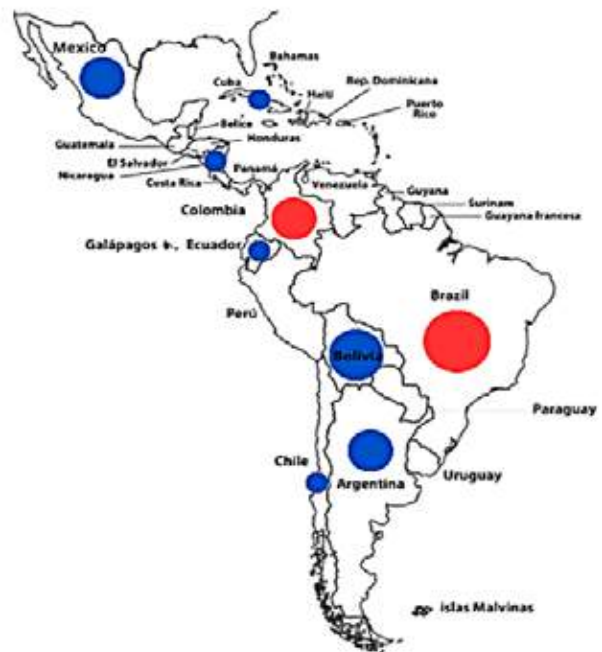 Mexico
Bahamas
Cuba
Haití
Rep. Dominicana
Puerto
Rico
Belice
Honduras
Guatemala
El Salvador
Nicaragua
Panamá
Costa Rica
Venezuela
Guyana
Surinam
Guayana francesa
Colombia
Galápagos Is., Ecuador
Brazil
Perú
Bolivia
Paraguay
Chile
Argentina
Uruguay
islas Malvinas